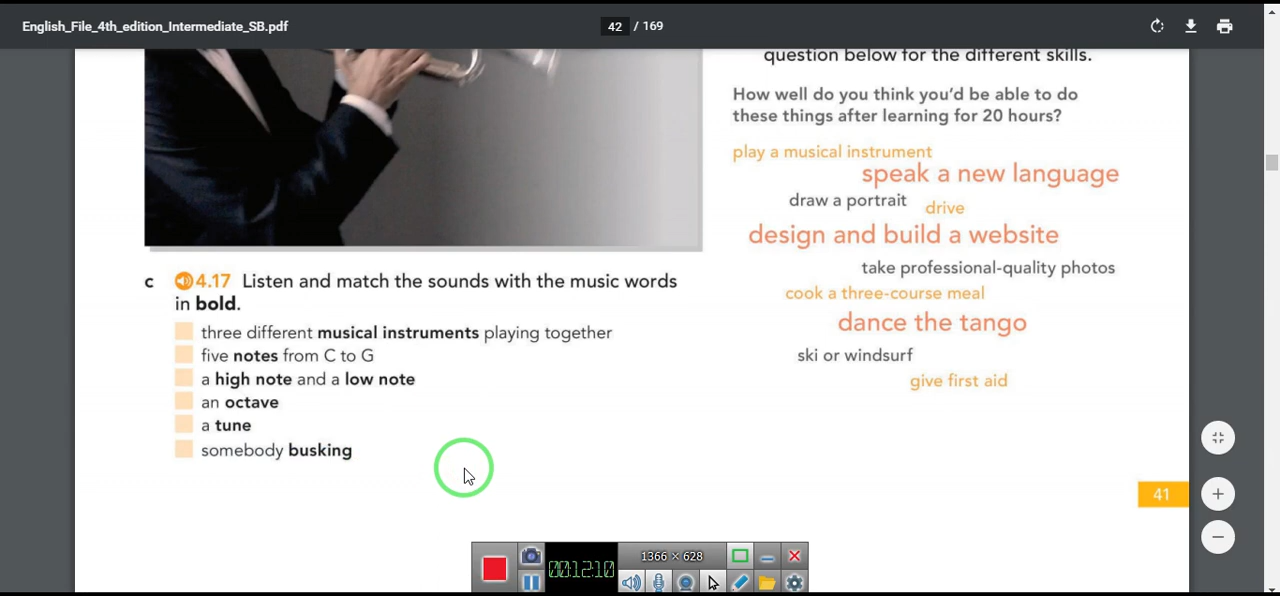 English_File_4th_edition_Intermediate_SB.pdf
42 / 169
question below for the different skills.
How well do you think you'd be able to do
these things after learning for 20 hours?
play a musical instrument
speak a new language
draw a portrait
drive
design and build a website
take professional-quality photos
cook a three-course meal
dance the tango
ski or windsurf
give first aid
c 4.17 Listen and match the sounds with the music words
in bold.
three different musical instruments playing together
five notes from C to G
a high note and a low note
an octave
a tune
somebody busking
41
1366 × 628
00:12:10